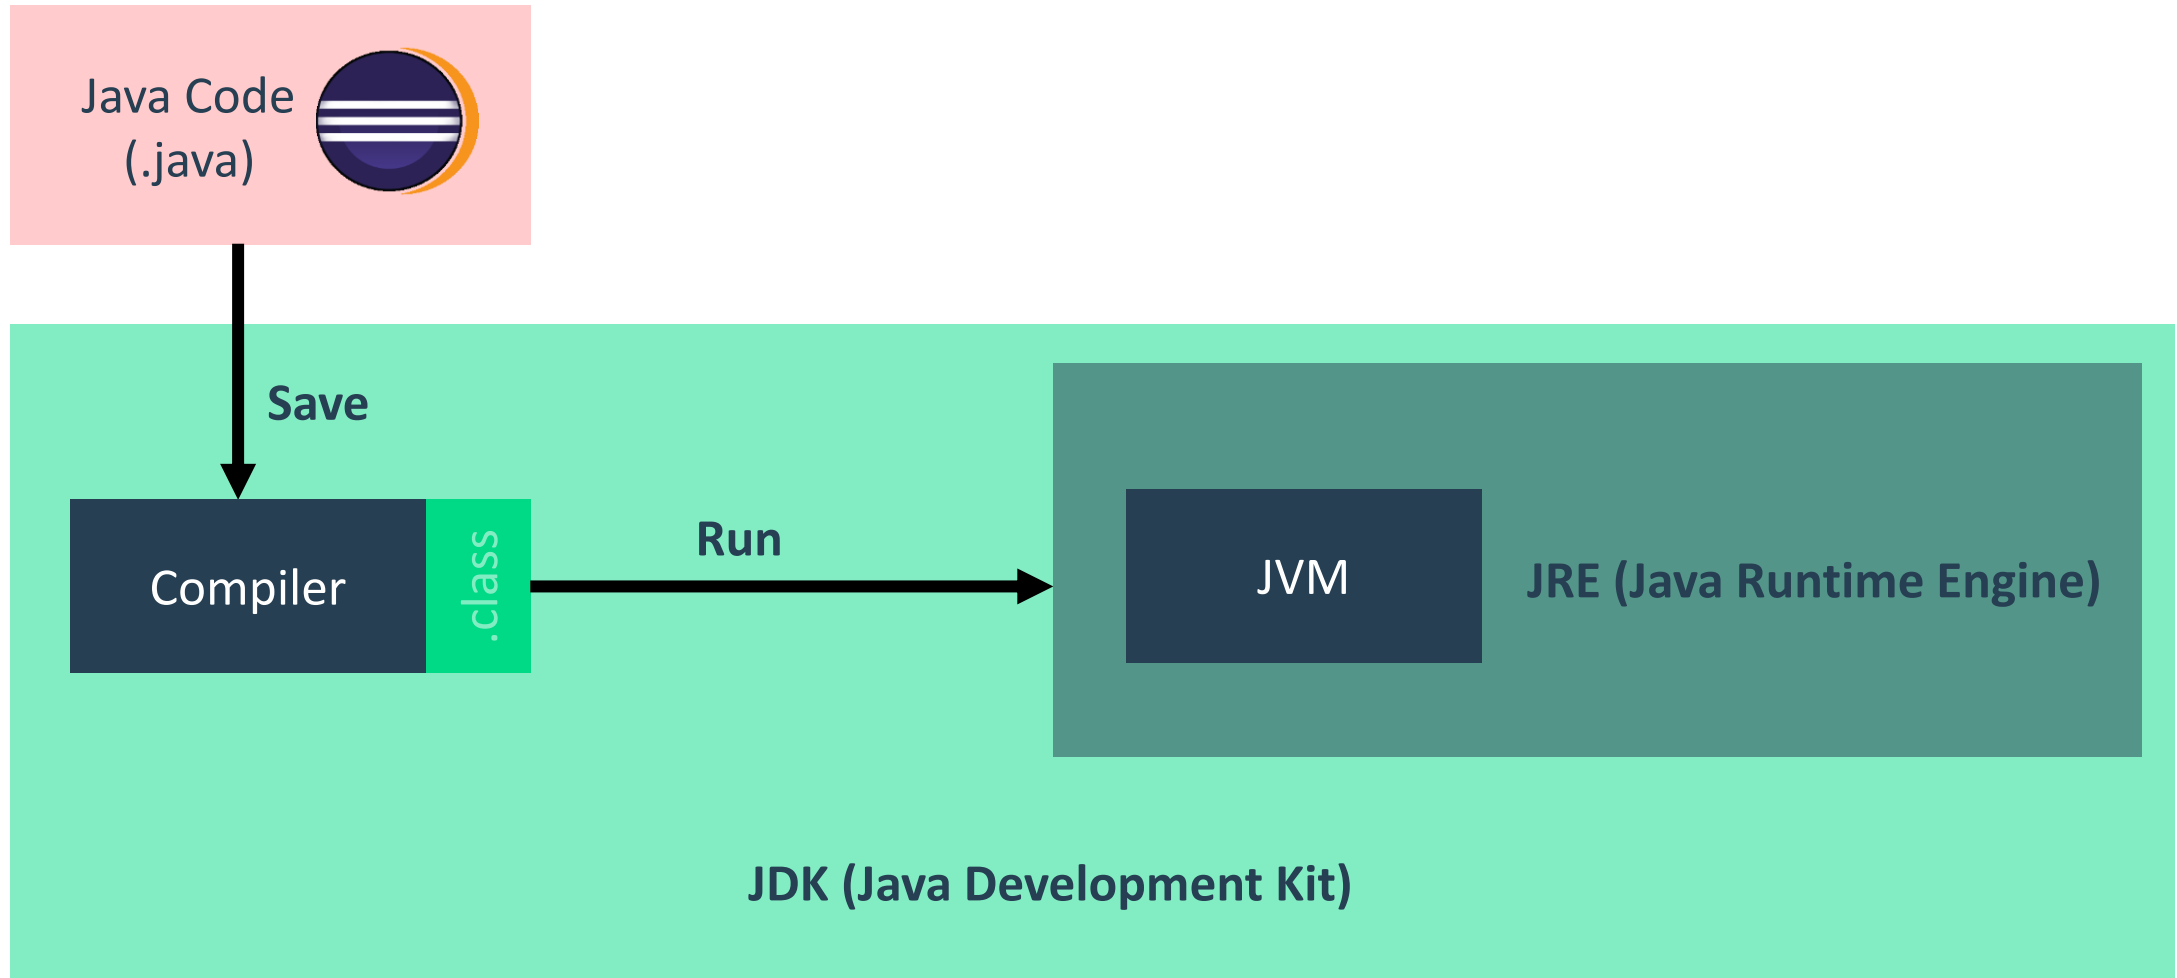 Java Code
(.java)
Save
Compiler
.class
Run
JVM
JRE (Java Runtime Engine)
JDK (Java Development Kit)